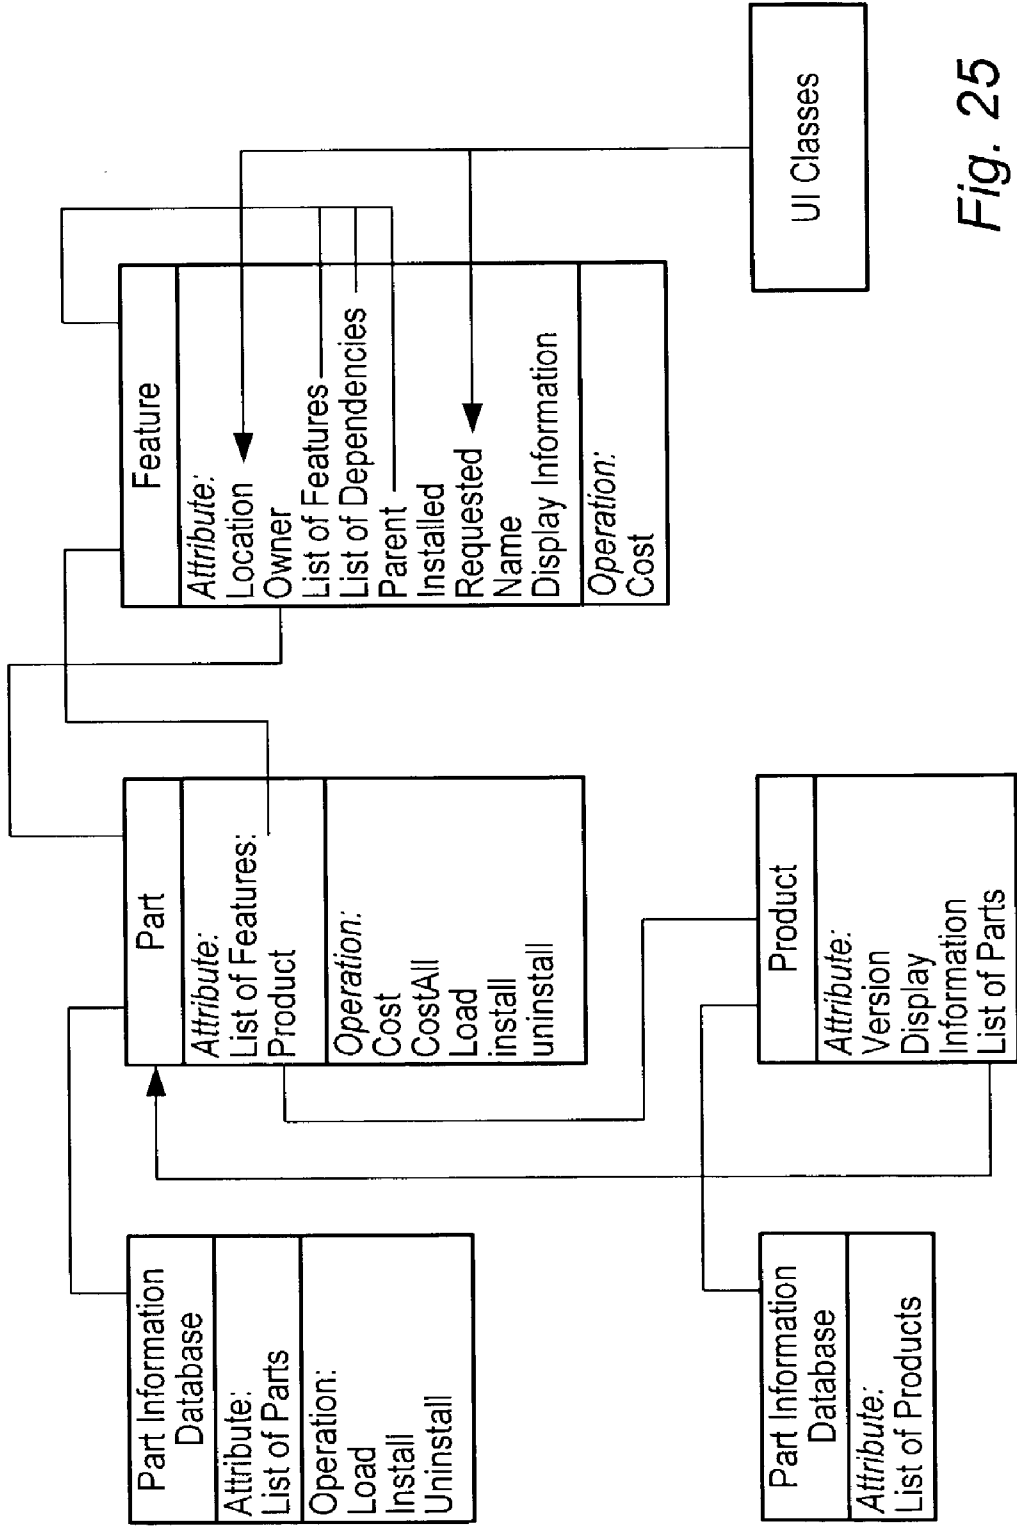 Part Information
Database
Attribute:
List of Parts
Operation:
Load
Install
Uninstall
Part
Attribute:
List of Features:
Product
Operation:
Cost
CostAll
Load
install
uninstall
Feature
Attribute:
Location
Owner
List of Features
List of Dependencies
Parent
Installed
Requested
Name
Display Information
Operation:
Cost
Part Information
Database
Attribute:
List of Products
Product
Attribute:
Version
Display
Information
List of Parts
UI Classes
Fig. 25